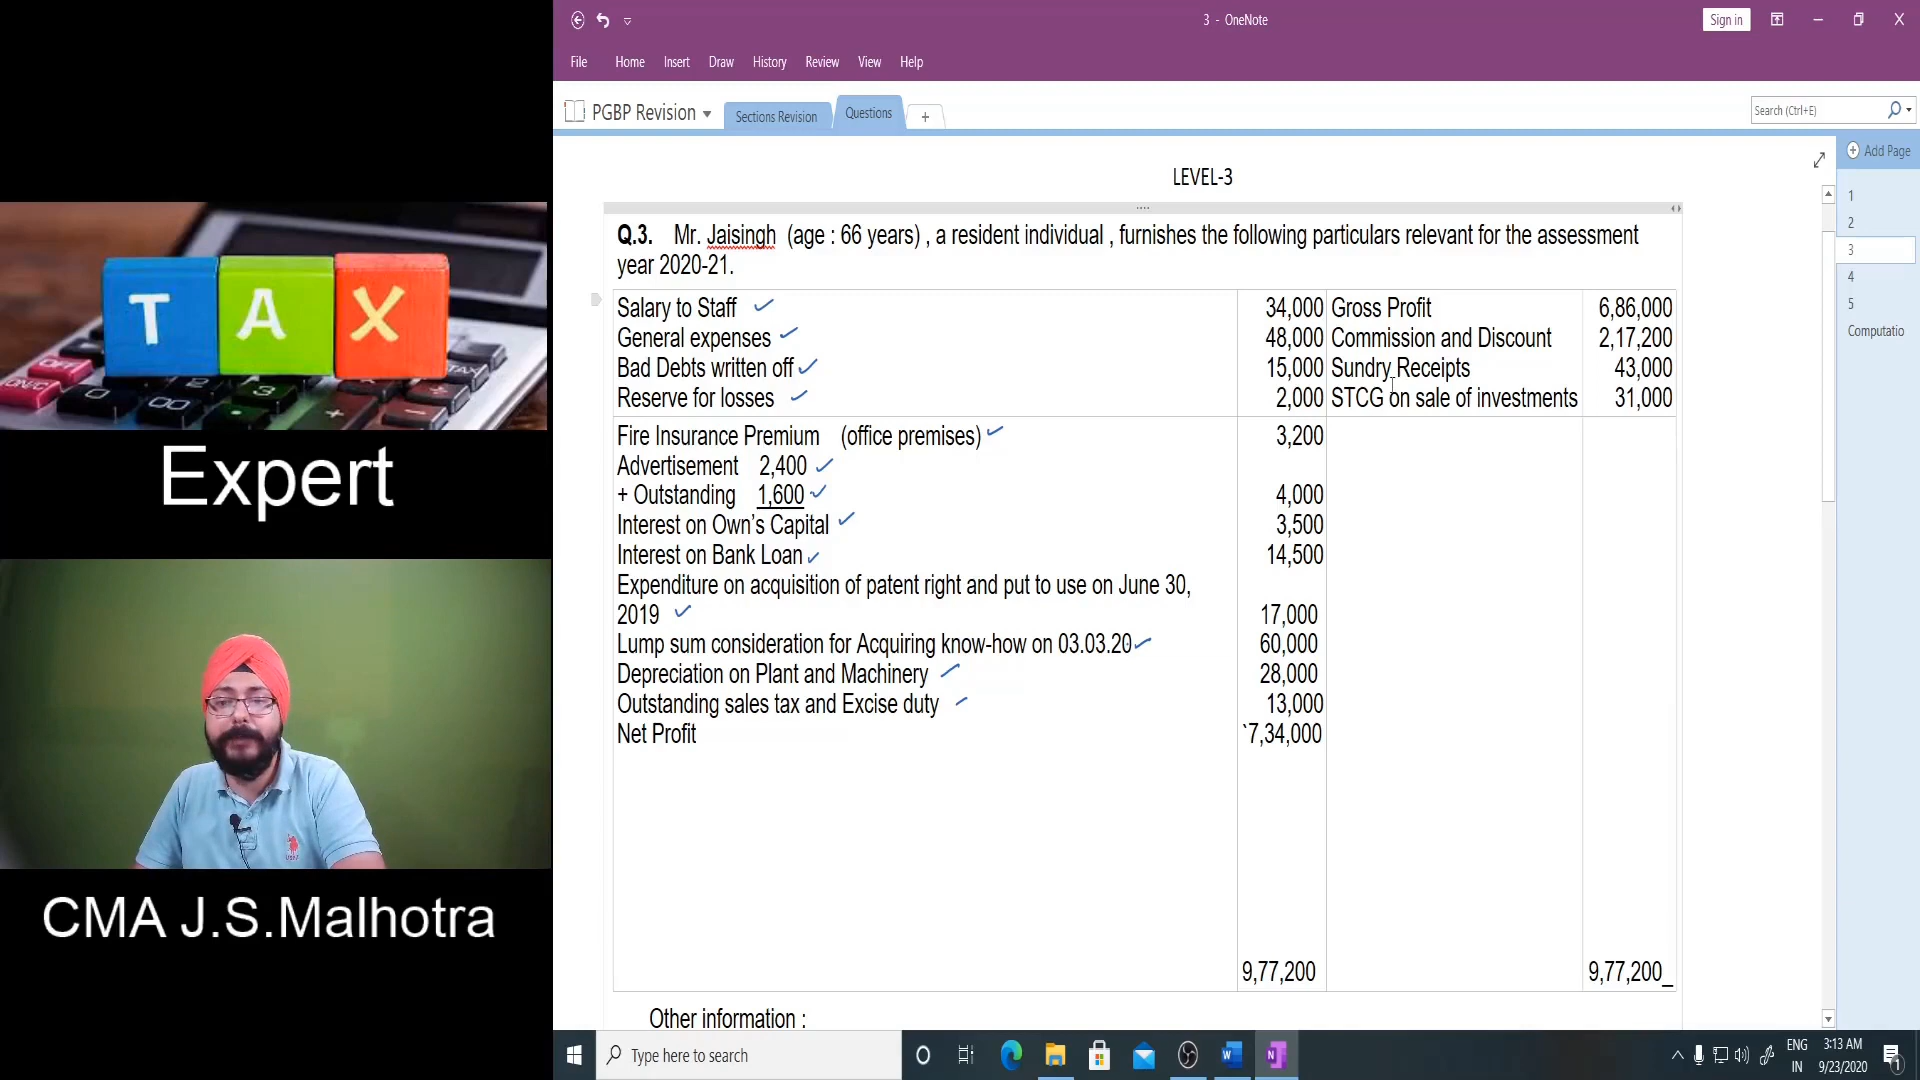 T A X
Expert
CMA J.S.Malhotra
3 - OneNote
Sign in
File Home Insert Draw History Review View Help
PGBP Revision Sections Revision Questions +
Search (Ctrl+E)
Add Page
1
2
3
4
5
Computatio
LEVEL-3
Q.3. Mr. Jaisingh (age : 66 years) , a resident individual , furnishes the following particulars relevant for the assessment
year 2020-21.
Salary to Staff 34,000 Gross Profit 6,86,000
General expenses 48,000 Commission and Discount 2,17,200
Bad Debts written off 15,000 Sundry Receipts 43,000
Reserve for losses 2,000 STCG on sale of investments 31,000
Fire Insurance Premium (office premises) 3,200
Advertisement 2,400
+ Outstanding 1,600 4,000
Interest on Own's Capital 3,500
Interest on Bank Loan 14,500
Expenditure on acquisition of patent right and put to use on June 30,
2019 17,000
Lump sum consideration for Acquiring know-how on 03.03.20 60,000
Depreciation on Plant and Machinery 28,000
Outstanding sales tax and Excise duty 13,000
Net Profit `7,34,000
9,77,200 9,77,200_
Other information :
Type here to search
ENG
IN
3:13 AM
9/23/2020
1